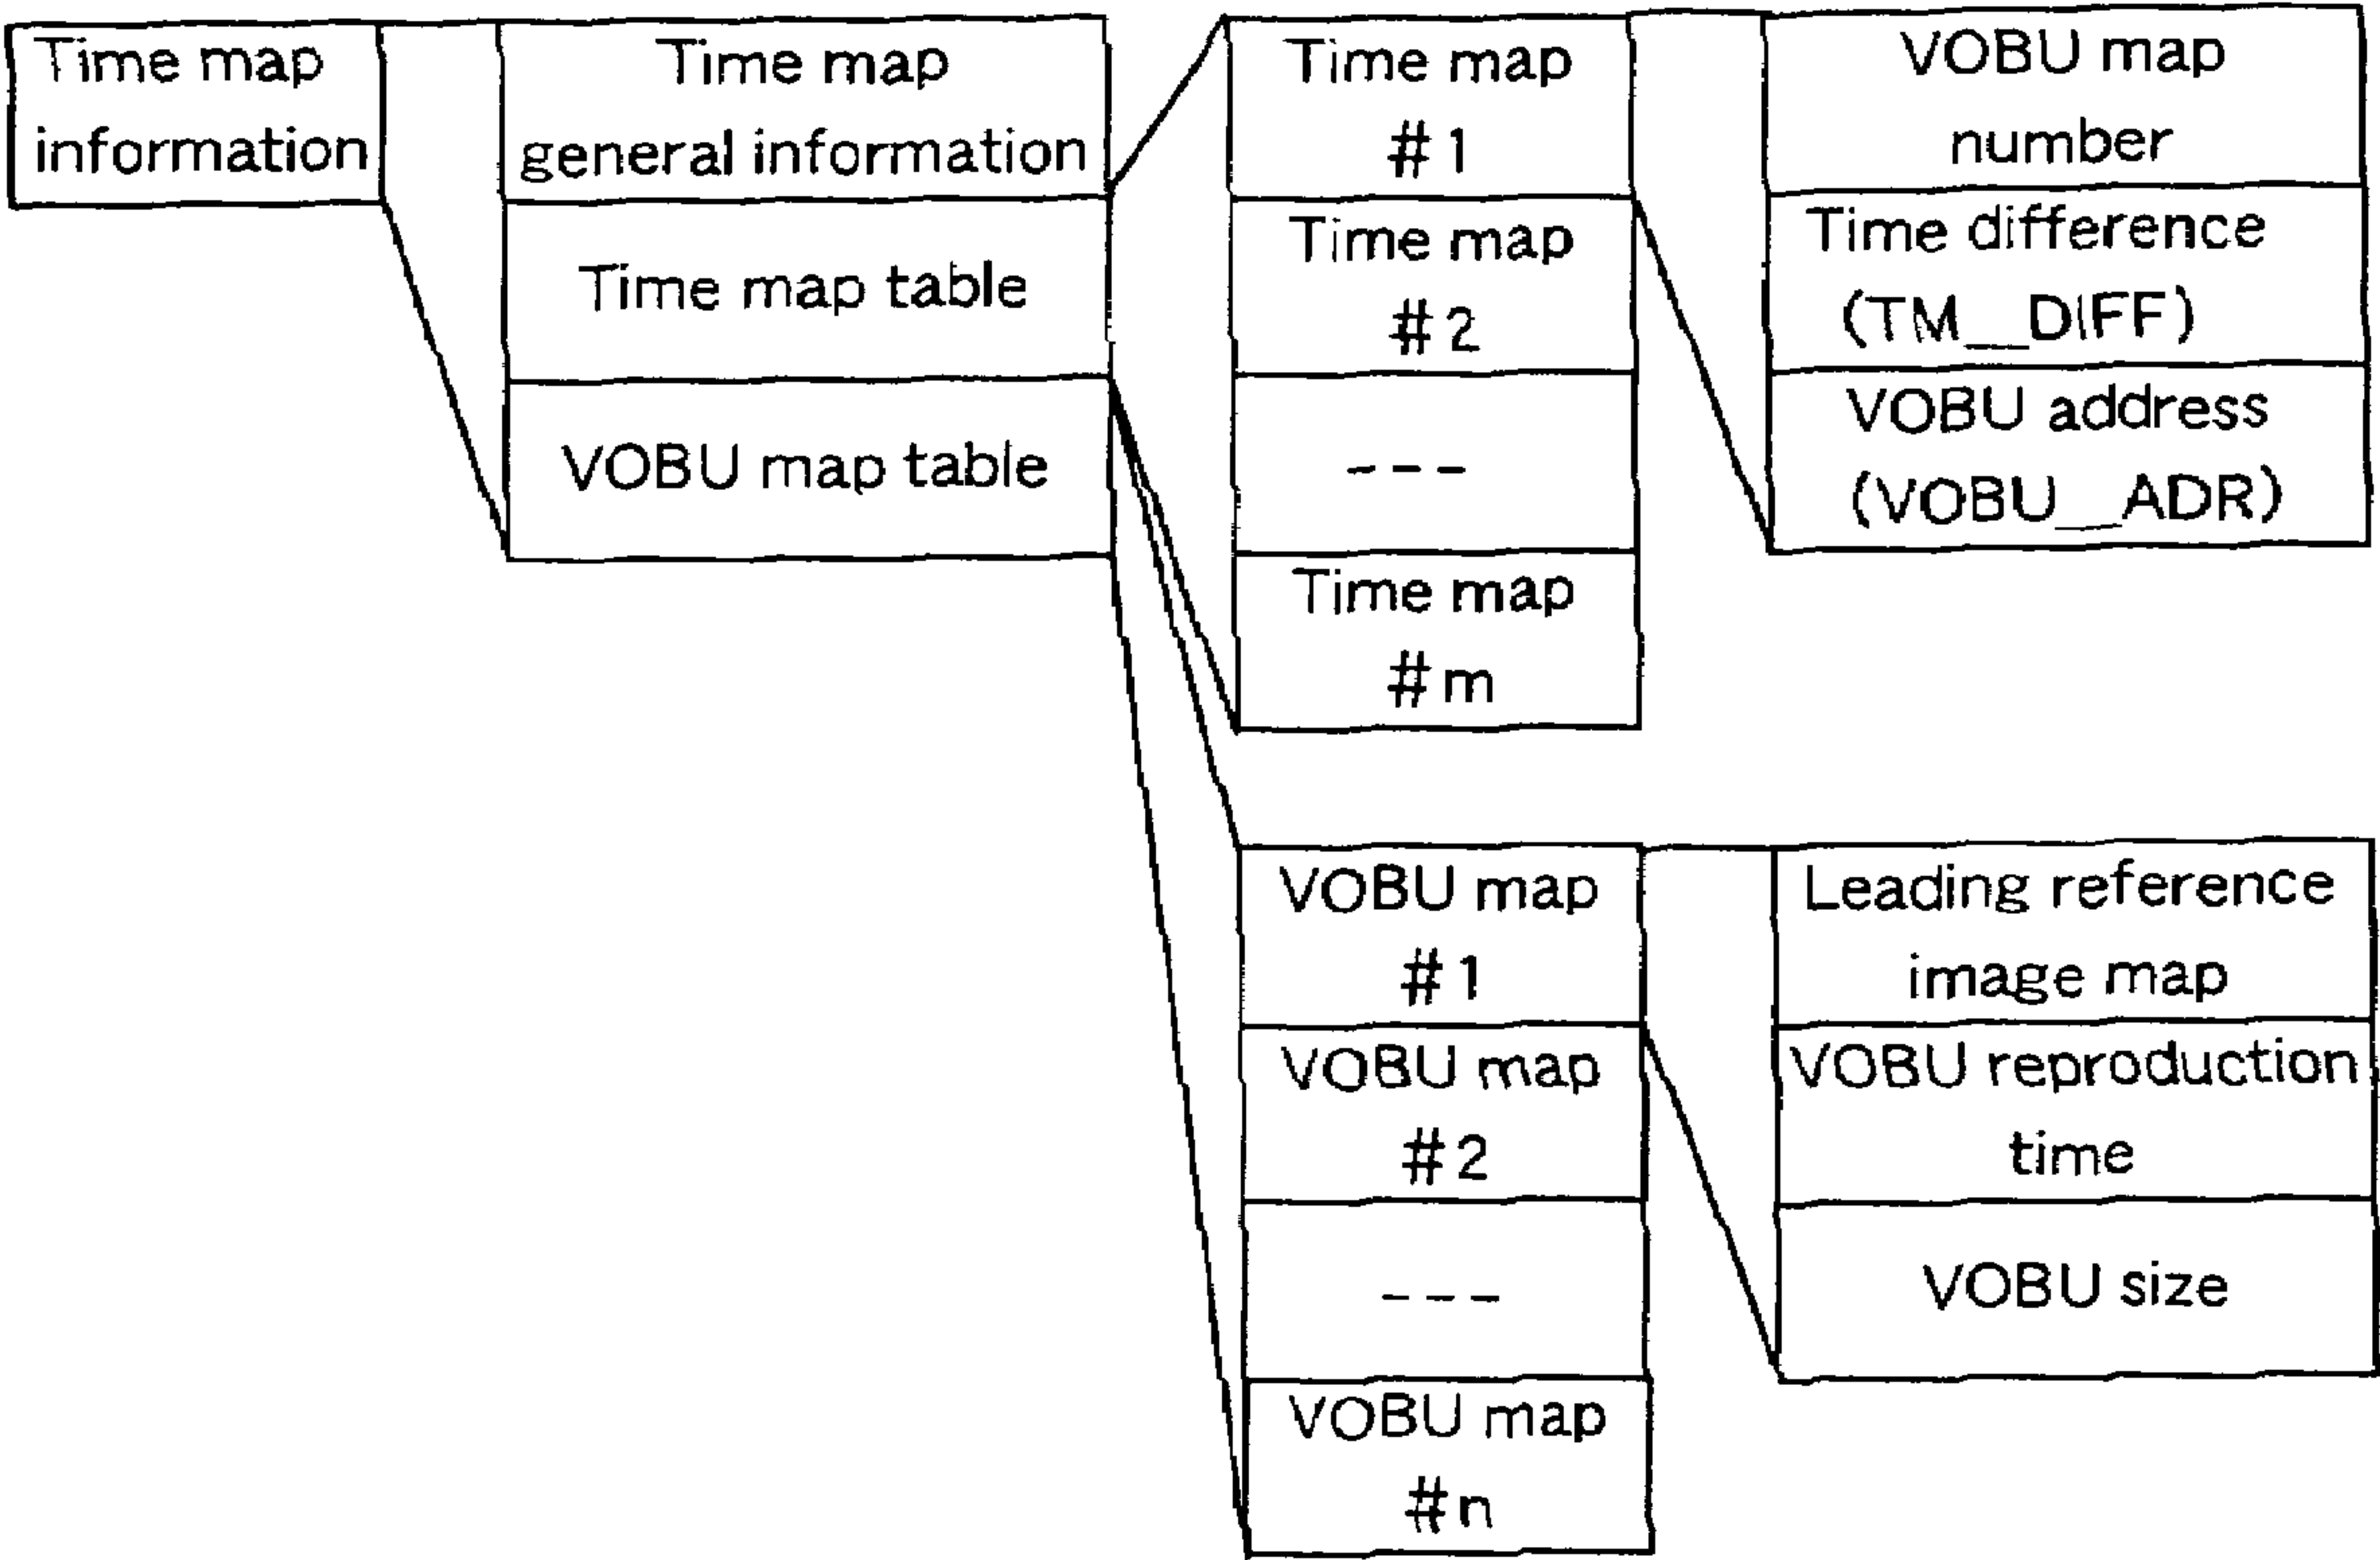 Time map
information
Time map
general information
Time map table
VOBU map table
Time map
#1
Time map
#2
---
Time map
#m
VOBU map
number
Time difference
(TM__DIFF)
VOBU address
(VOBU__ADR)
VOBU map
#1
VOBU map
#2
---
VOBU map
#n
Leading reference
image map
VOBU reproduction
time
VOBU size